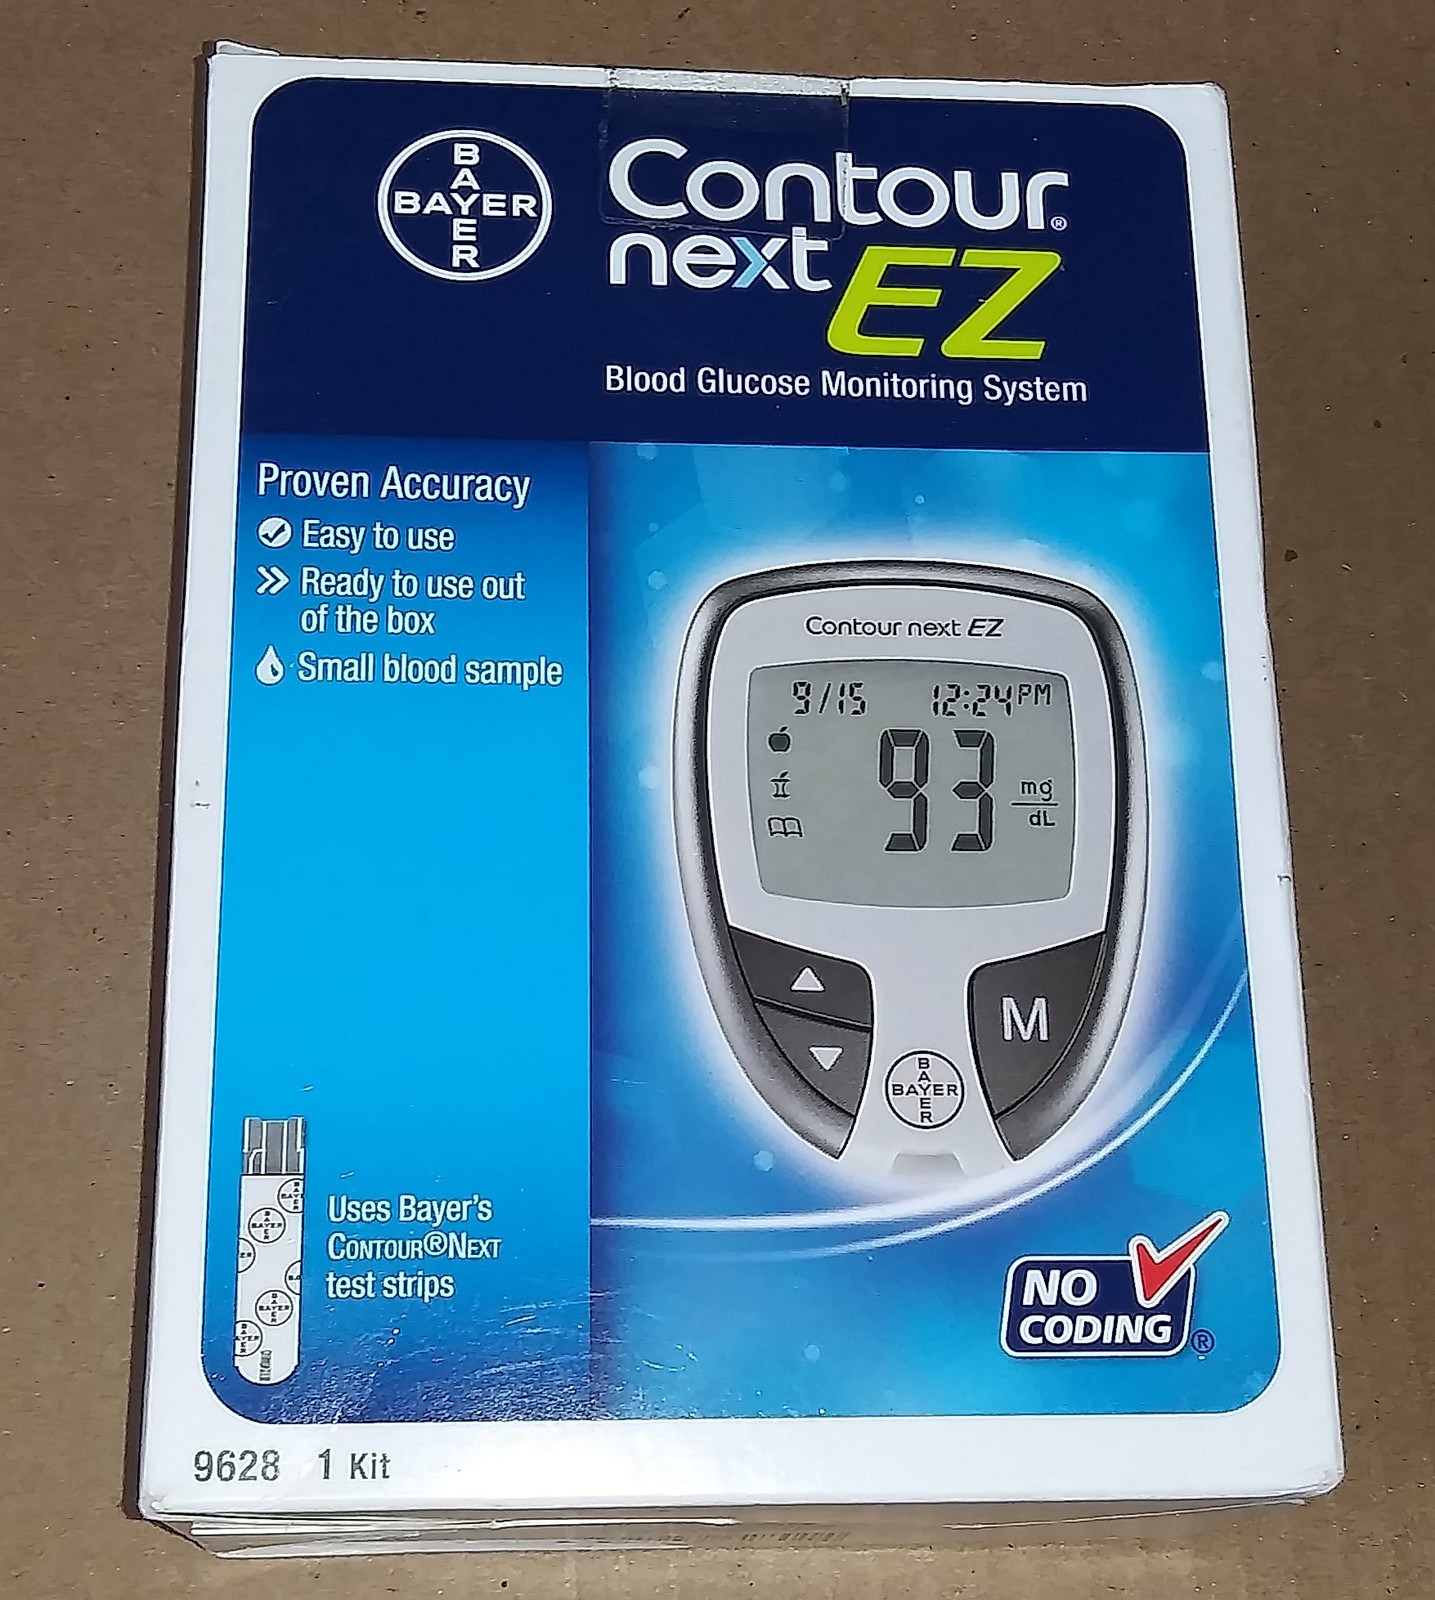 BAYER
BAYER
Contour®
next EZ
Blood Glucose Monitoring System
Proven Accuracy
Easy to use
Ready to use out
of the box
Small blood sample
Contour next EZ
9/15 12:24PM
93 mg/dL
M
BAYER
BAYER
Uses Bayer's
CONTOUR®NEXT
test strips
NO
CODING®
9628 1 Kit